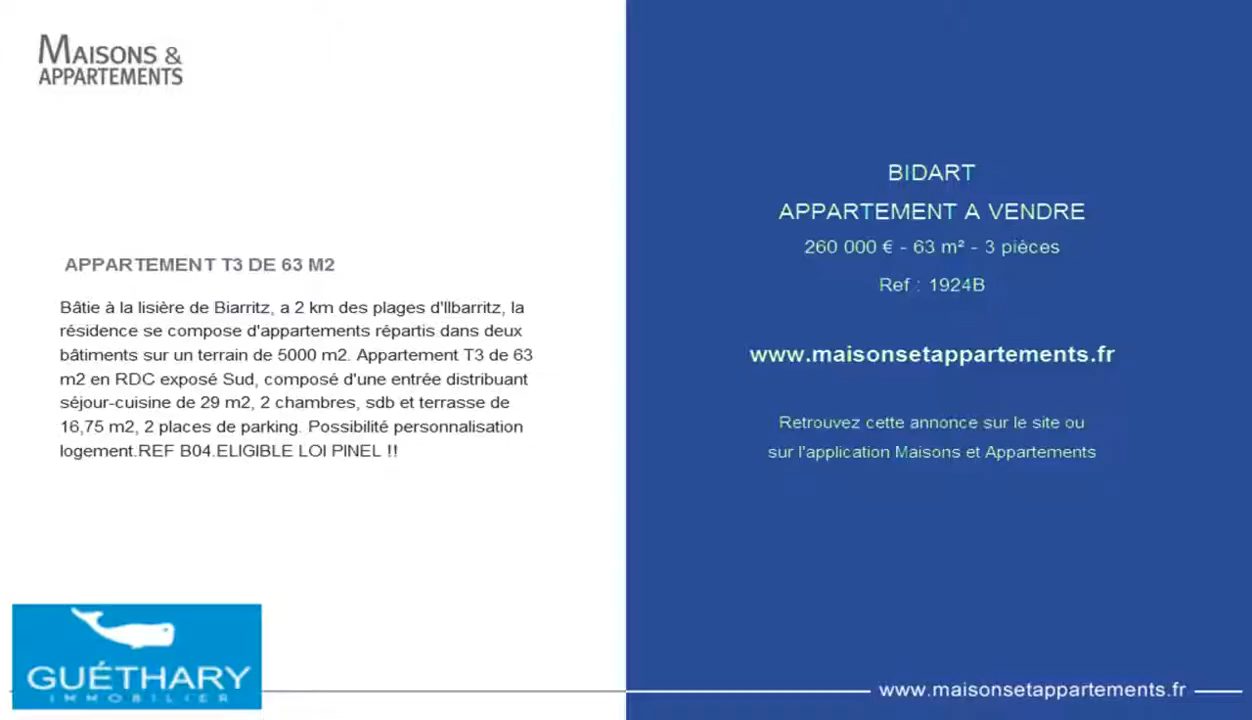 MAISONS &
APPARTEMENTS
APPARTEMENT T3 DE 63 M2
Bâtie à la lisière de Biarritz, a 2 km des plages d'Ilbarritz, la
résidence se compose d'appartements répartis dans deux
bâtiments sur un terrain de 5000 m2. Appartement T3 de 63
m2 en RDC exposé Sud, composé d'une entrée distribuant
séjour-cuisine de 29 m2, 2 chambres, sdb et terrasse de
16,75 m2, 2 places de parking. Possibilité personnalisation
logement.REF B04.ELIGIBLE LOI PINEL !!
GUÉTHARY
IMMOBILIER
BIDART
APPARTEMENT A VENDRE
260 000 € - 63 m² - 3 pièces
Ref : 1924B
www.maisonsetappartements.fr
Retrouvez cette annonce sur le site ou
sur l'application Maisons et Appartements
www.maisonsetappartements.fr